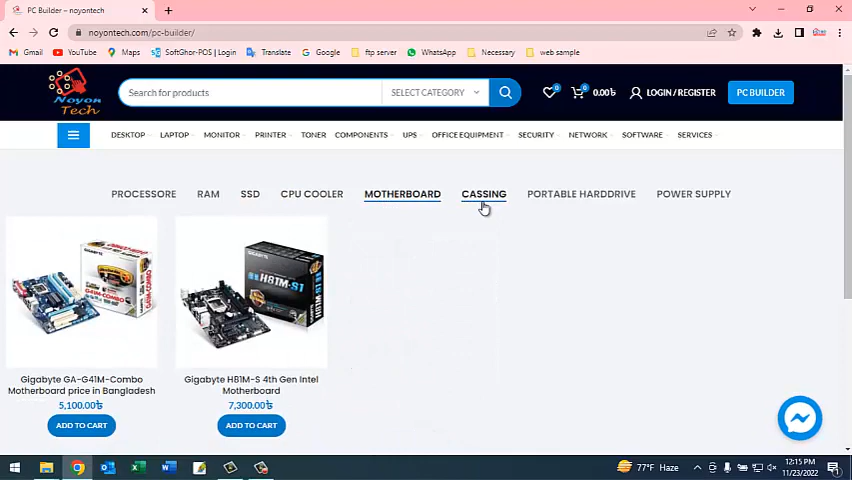 PC Builder - noyontech
noyontech.com/pc-builder/
Gmail YouTube Maps SoftGhor-POS | Login Translate Google ftp server WhatsApp Necessary web sample
Noyon Tech
Search for products SELECT CATEGORY 0 0 0.00৳ LOGIN / REGISTER PC BUILDER
DESKTOP LAPTOP MONITOR PRINTER TONER COMPONENTS UPS OFFICE EQUIPMENT SECURITY NETWORK SOFTWARE SERVICES
PROCESSORE RAM SSD CPU COOLER MOTHERBOARD CASSING PORTABLE HARDDRIVE POWER SUPPLY
GIGABYTE
G41M-COMBO
GIGABYTE
H81M-S1
Gigabyte GA-G41M-Combo
Motherboard price in Bangladesh
5,100.00৳
ADD TO CART
Gigabyte H81M-S 4th Gen Intel
Motherboard
7,300.00৳
ADD TO CART
77°F Haze
12:15 PM
11/23/2022